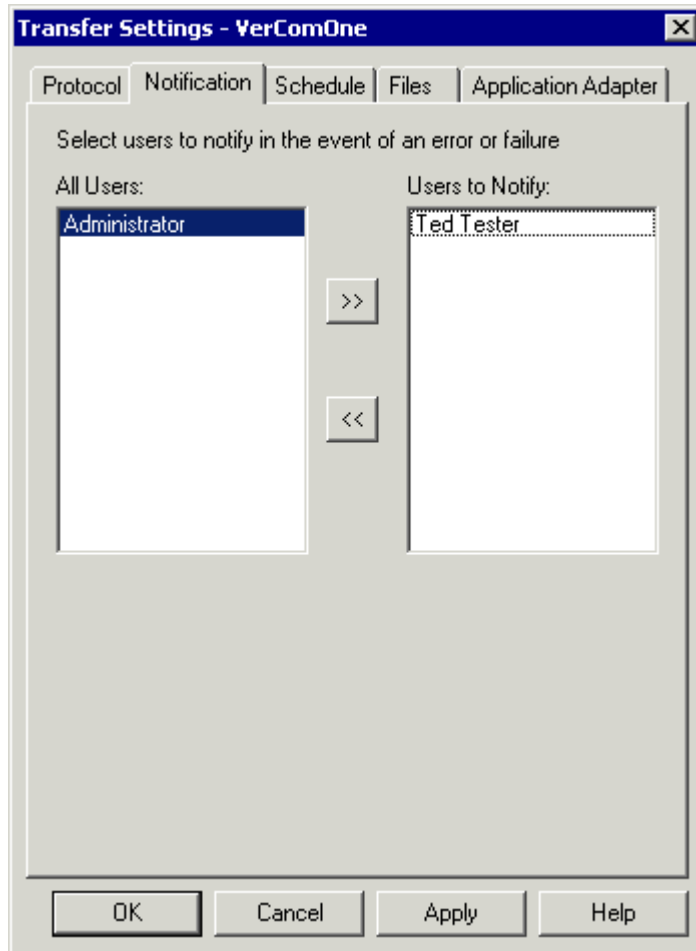 Transfer Settings - VerComOne
Protocol Notification Schedule Files Application Adapter
Select users to notify in the event of an error or failure
All Users: Users to Notify:
Administrator Ted Tester
>>
<<
OK Cancel Apply Help